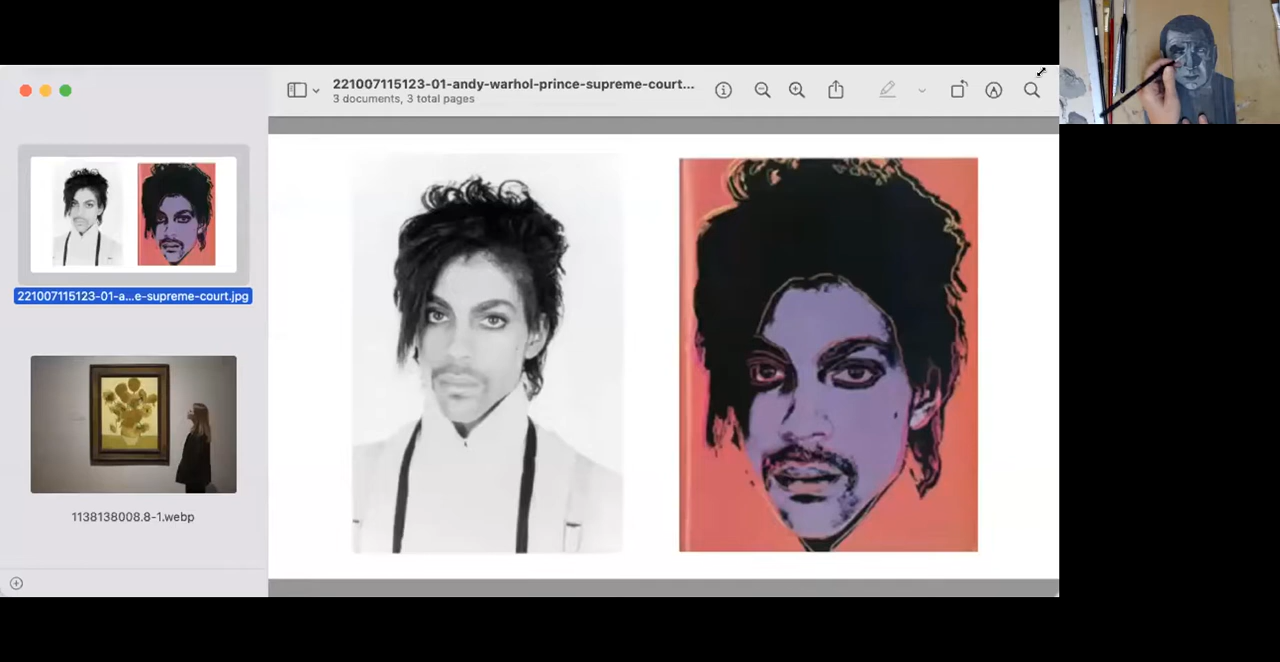 221007115123-01-andy-warhol-prince-supreme-court...
3 documents, 3 total pages
221007115123-01-a...e-supreme-court.jpg
1138138008.8-1.webp